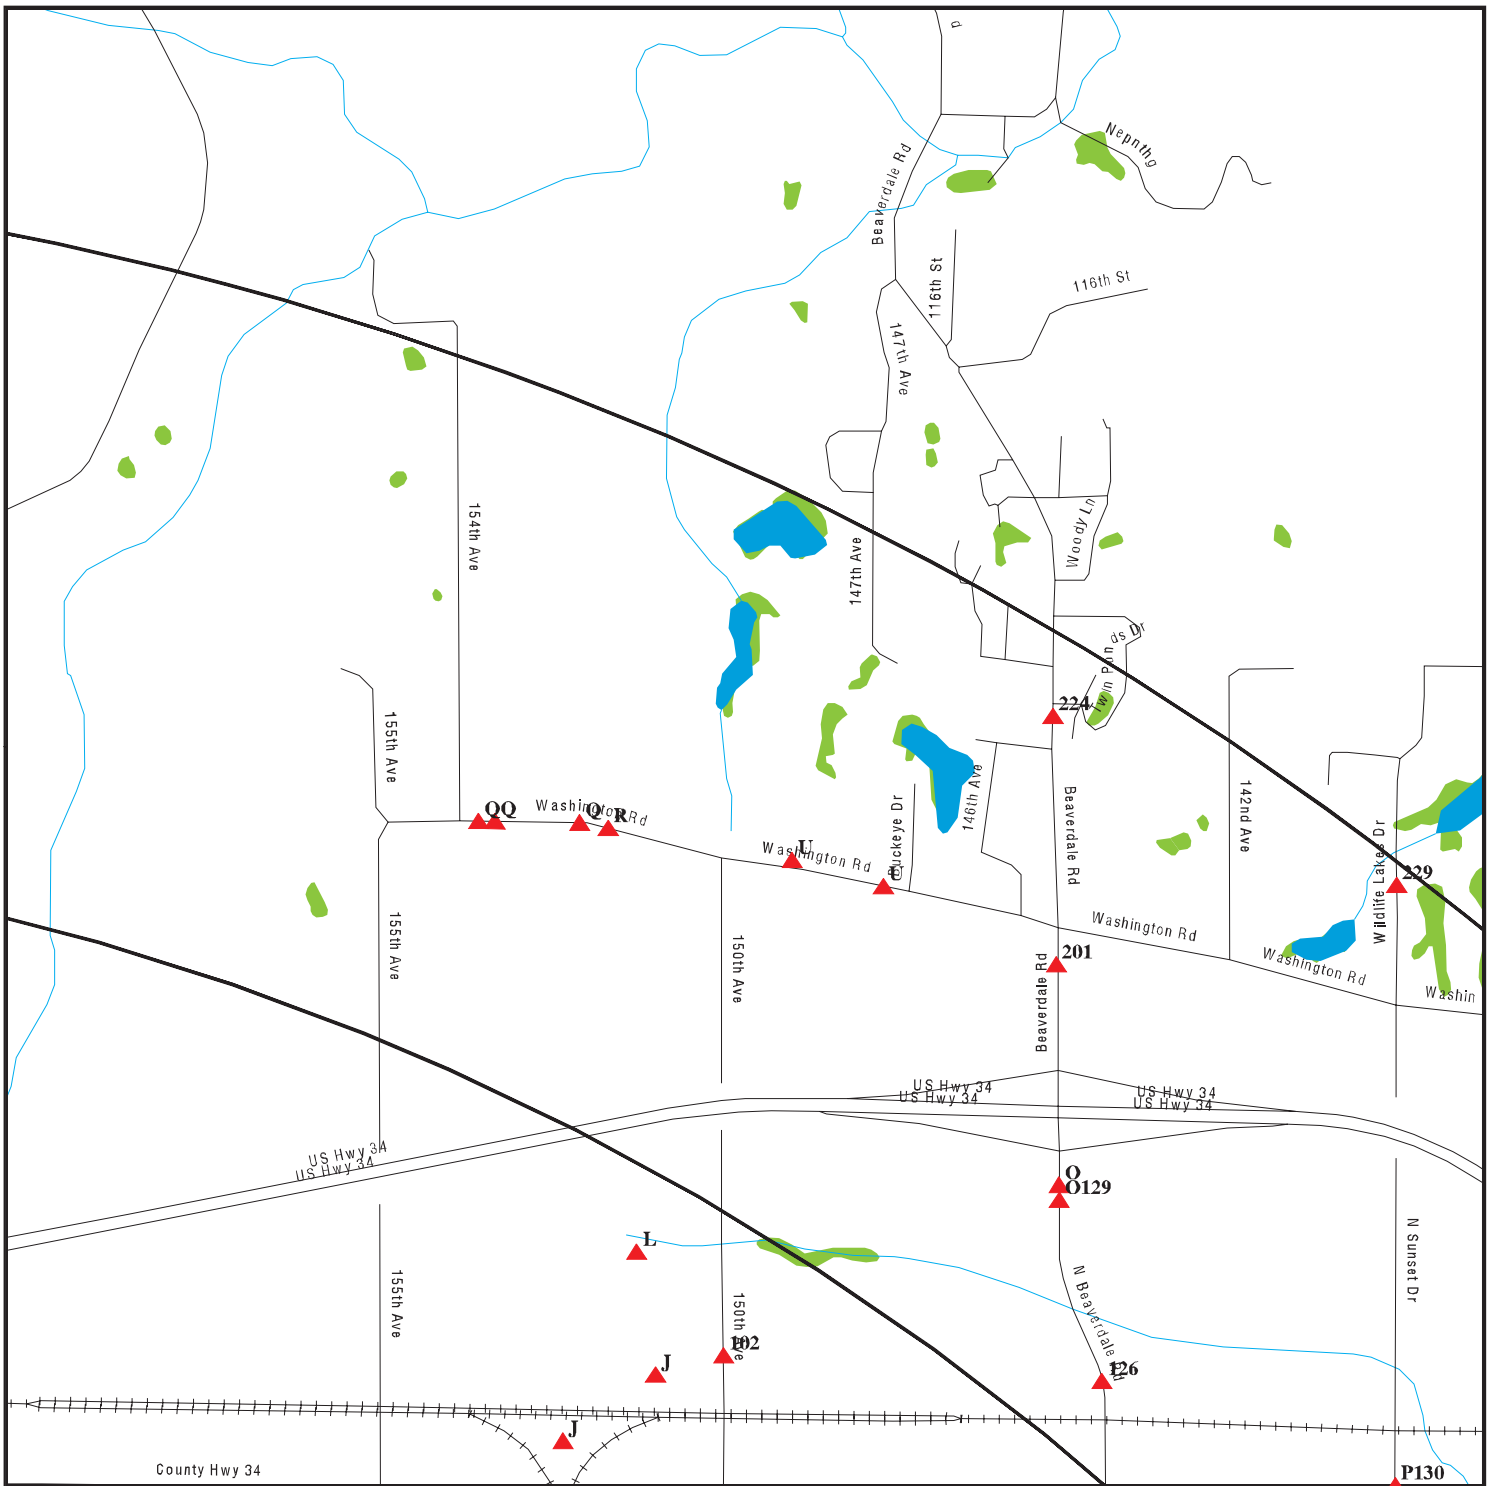 d
Nepnthg
Beaverdale Rd
116th St
116th St
147th Ave
154th Ave
Woody Ln
147th Ave
ds Dr
Twin Pon
224
155th Ave
146th Ave
Beaverdale Rd
142nd Ave
QQ
Washington Rd
Q
R
Buckeye Dr
U
Washington Rd
U
Wildlife Lakes Dr
229
155th Ave
150th Ave
Washington Rd
201
Beaverdale Rd
Washington Rd
Washin
US Hwy 34
US Hwy 34
US Hwy 34
US Hwy 34
US Hwy 34
US Hwy 34
O
O129
L
N Sunset Dr
155th Ave
150th Ave
N Beaverdale Rd
102
J
126
J
County Hwy 34
P130